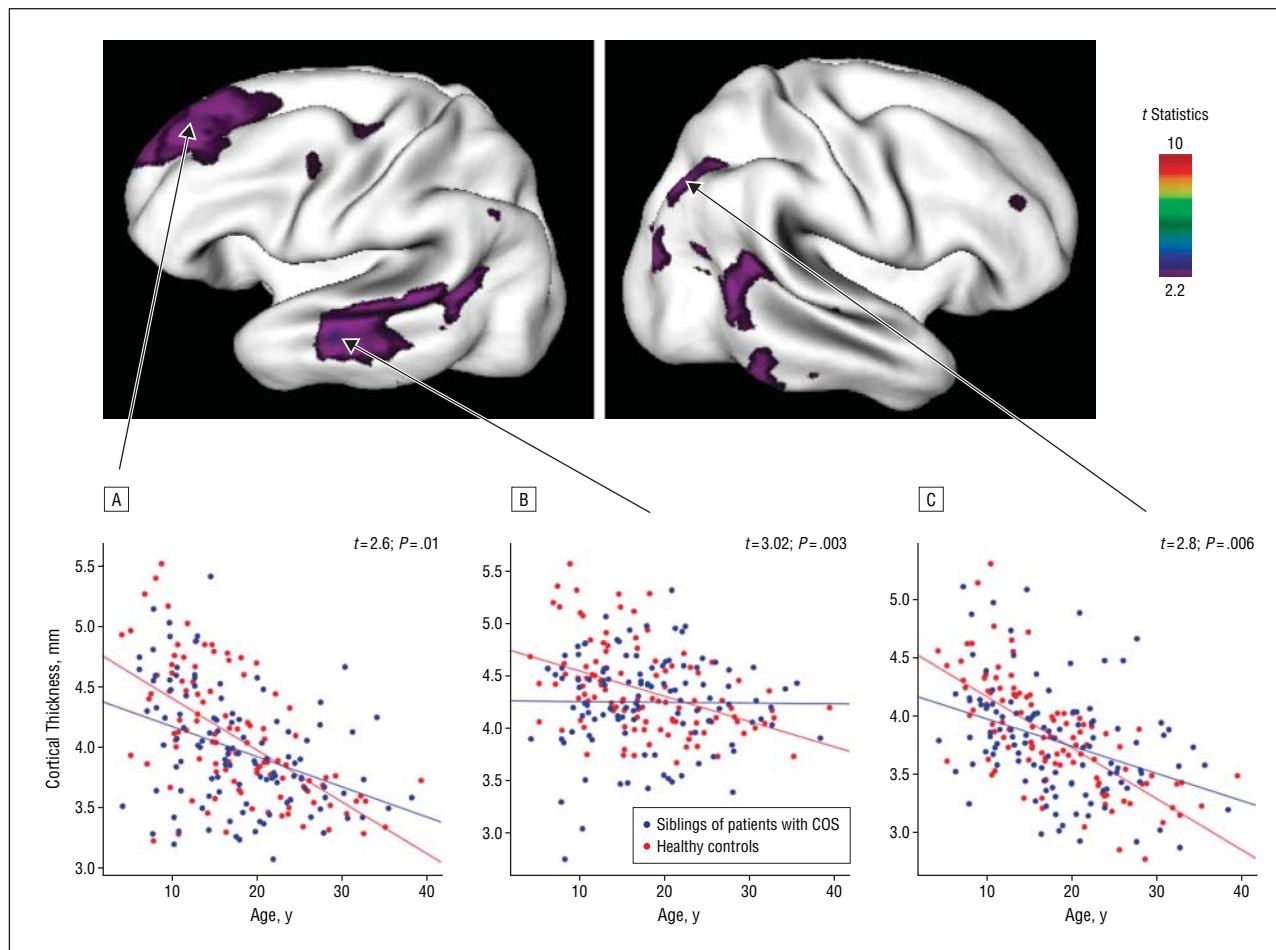 t Statistics
10
2.2
A
t=2.6; P=.01
5.5
5.0
4.5
4.0
3.5
3.0
Cortical Thickness, mm
10
20
30
40
Age, y
B
t=3.02; P=.003
5.5
5.0
4.5
4.0
3.5
3.0
Siblings of patients with COS
Healthy controls
10
20
30
40
Age, y
C
t=2.8; P=.006
5.0
4.5
4.0
3.5
3.0
10
20
30
40
Age, y